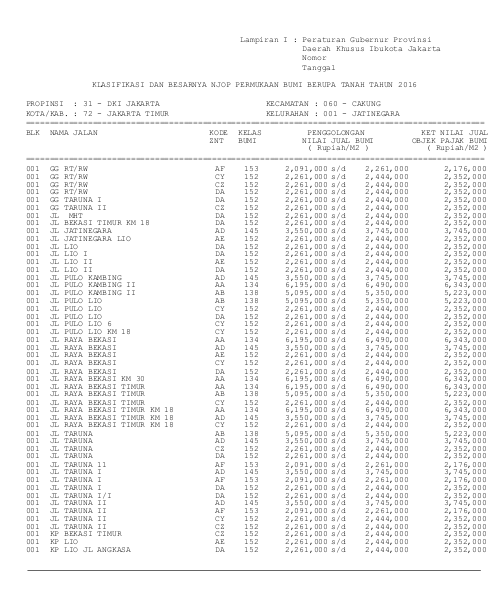 Lampiran I : Peraturan Gubernur Provinsi
Daerah Khusus Ibukota Jakarta
Nomor
Tanggal
KLASIFIKASI DAN BESARNYA NJOP PERMUKAAN BUMI BERUPA TANAH TAHUN 2016
PROPINSI : 31 - DKI JAKARTA KECAMATAN : 060 - CAKUNG
KOTA/KAB. : 72 - JAKARTA TIMUR KELURAHAN : 001 - JATINEGARA
BLK NAMA JALAN KODE KELAS PENGGOLONGAN KET NILAI JUAL
ZNT BUMI NILAI JUAL BUMI OBJEK PAJAK BUMI
( Rupiah/M2 ) ( Rupiah/M2 )
001 GG RT/RW AF 153 2,091,000 s/d 2,261,000 2,176,000
001 GG RT/RW CY 152 2,261,000 s/d 2,444,000 2,352,000
001 GG RT/RW CZ 152 2,261,000 s/d 2,444,000 2,352,000
001 GG RT/RW DA 152 2,261,000 s/d 2,444,000 2,352,000
001 GG TARUNA I DA 152 2,261,000 s/d 2,444,000 2,352,000
001 GG TARUNA II CZ 152 2,261,000 s/d 2,444,000 2,352,000
001 JL MHT DA 152 2,261,000 s/d 2,444,000 2,352,000
001 JL BEKASI TIMUR KM 18 DA 152 2,261,000 s/d 2,444,000 2,352,000
001 JL JATINEGARA AD 145 3,550,000 s/d 3,745,000 3,745,000
001 JL JATINEGARA LIO AE 152 2,261,000 s/d 2,444,000 2,352,000
001 JL LIO DA 152 2,261,000 s/d 2,444,000 2,352,000
001 JL LIO I DA 152 2,261,000 s/d 2,444,000 2,352,000
001 JL LIO II AE 152 2,261,000 s/d 2,444,000 2,352,000
001 JL LIO II DA 152 2,261,000 s/d 2,444,000 2,352,000
001 JL PULO KAMBING AD 145 3,550,000 s/d 3,745,000 3,745,000
001 JL PULO KAMBING II AA 134 6,195,000 s/d 6,490,000 6,343,000
001 JL PULO KAMBING II AB 138 5,095,000 s/d 5,350,000 5,223,000
001 JL PULO LIO AB 138 5,095,000 s/d 5,350,000 5,223,000
001 JL PULO LIO CY 152 2,261,000 s/d 2,444,000 2,352,000
001 JL PULO LIO DA 152 2,261,000 s/d 2,444,000 2,352,000
001 JL PULO LIO 6 CY 152 2,261,000 s/d 2,444,000 2,352,000
001 JL PULO LIO KM 18 CY 152 2,261,000 s/d 2,444,000 2,352,000
001 JL RAYA BEKASI AA 134 6,195,000 s/d 6,490,000 6,343,000
001 JL RAYA BEKASI AD 145 3,550,000 s/d 3,745,000 3,745,000
001 JL RAYA BEKASI AE 152 2,261,000 s/d 2,444,000 2,352,000
001 JL RAYA BEKASI CY 152 2,261,000 s/d 2,444,000 2,352,000
001 JL RAYA BEKASI DA 152 2,261,000 s/d 2,444,000 2,352,000
001 JL RAYA BEKASI KM 30 AA 134 6,195,000 s/d 6,490,000 6,343,000
001 JL RAYA BEKASI TIMUR AA 134 6,195,000 s/d 6,490,000 6,343,000
001 JL RAYA BEKASI TIMUR AB 138 5,095,000 s/d 5,350,000 5,223,000
001 JL RAYA BEKASI TIMUR CY 152 2,261,000 s/d 2,444,000 2,352,000
001 JL RAYA BEKASI TIMUR KM 18 AA 134 6,195,000 s/d 6,490,000 6,343,000
001 JL RAYA BEKASI TIMUR KM 18 AD 145 3,550,000 s/d 3,745,000 3,745,000
001 JL RAYA BEKASI TIMUR KM 18 CY 152 2,261,000 s/d 2,444,000 2,352,000
001 JL TARUNA AB 138 5,095,000 s/d 5,350,000 5,223,000
001 JL TARUNA AD 145 3,550,000 s/d 3,745,000 3,745,000
001 JL TARUNA CZ 152 2,261,000 s/d 2,444,000 2,352,000
001 JL TARUNA DA 152 2,261,000 s/d 2,444,000 2,352,000
001 JL TARUNA 11 AF 153 2,091,000 s/d 2,261,000 2,176,000
001 JL TARUNA I AD 145 3,550,000 s/d 3,745,000 3,745,000
001 JL TARUNA I AF 153 2,091,000 s/d 2,261,000 2,176,000
001 JL TARUNA I DA 152 2,261,000 s/d 2,444,000 2,352,000
001 JL TARUNA I/I DA 152 2,261,000 s/d 2,444,000 2,352,000
001 JL TARUNA II AD 145 3,550,000 s/d 3,745,000 3,745,000
001 JL TARUNA II AF 153 2,091,000 s/d 2,261,000 2,176,000
001 JL TARUNA II CY 152 2,261,000 s/d 2,444,000 2,352,000
001 JL TARUNA II CZ 152 2,261,000 s/d 2,444,000 2,352,000
001 KP BEKASI TIMUR CZ 152 2,261,000 s/d 2,444,000 2,352,000
001 KP LIO AE 152 2,261,000 s/d 2,444,000 2,352,000
001 KP LIO JL ANGKASA DA 152 2,261,000 s/d 2,444,000 2,352,000